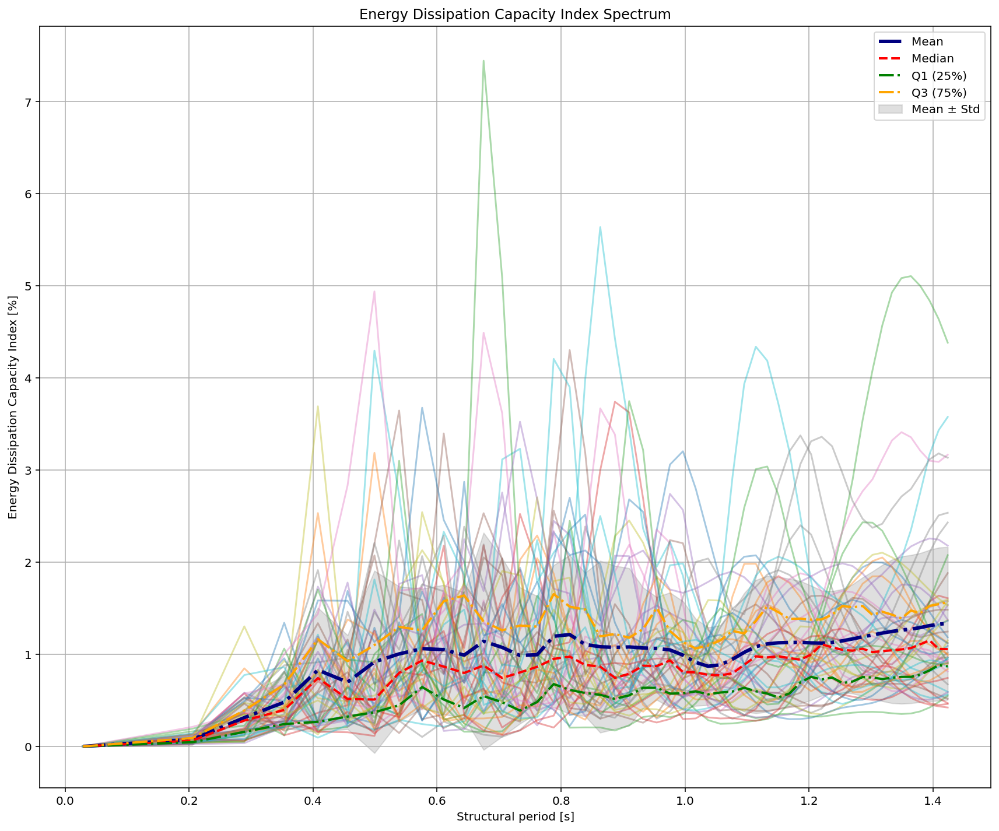 Energy Dissipation Capacity Index Spectrum
Mean
Median
Q1 (25%)
Q3 (75%)
Mean ± Std
Energy Dissipation Capacity Index [%]
7
6
5
4
3
2
1
0
0.0 0.2 0.4 0.6 0.8 1.0 1.2 1.4
Structural period [s]